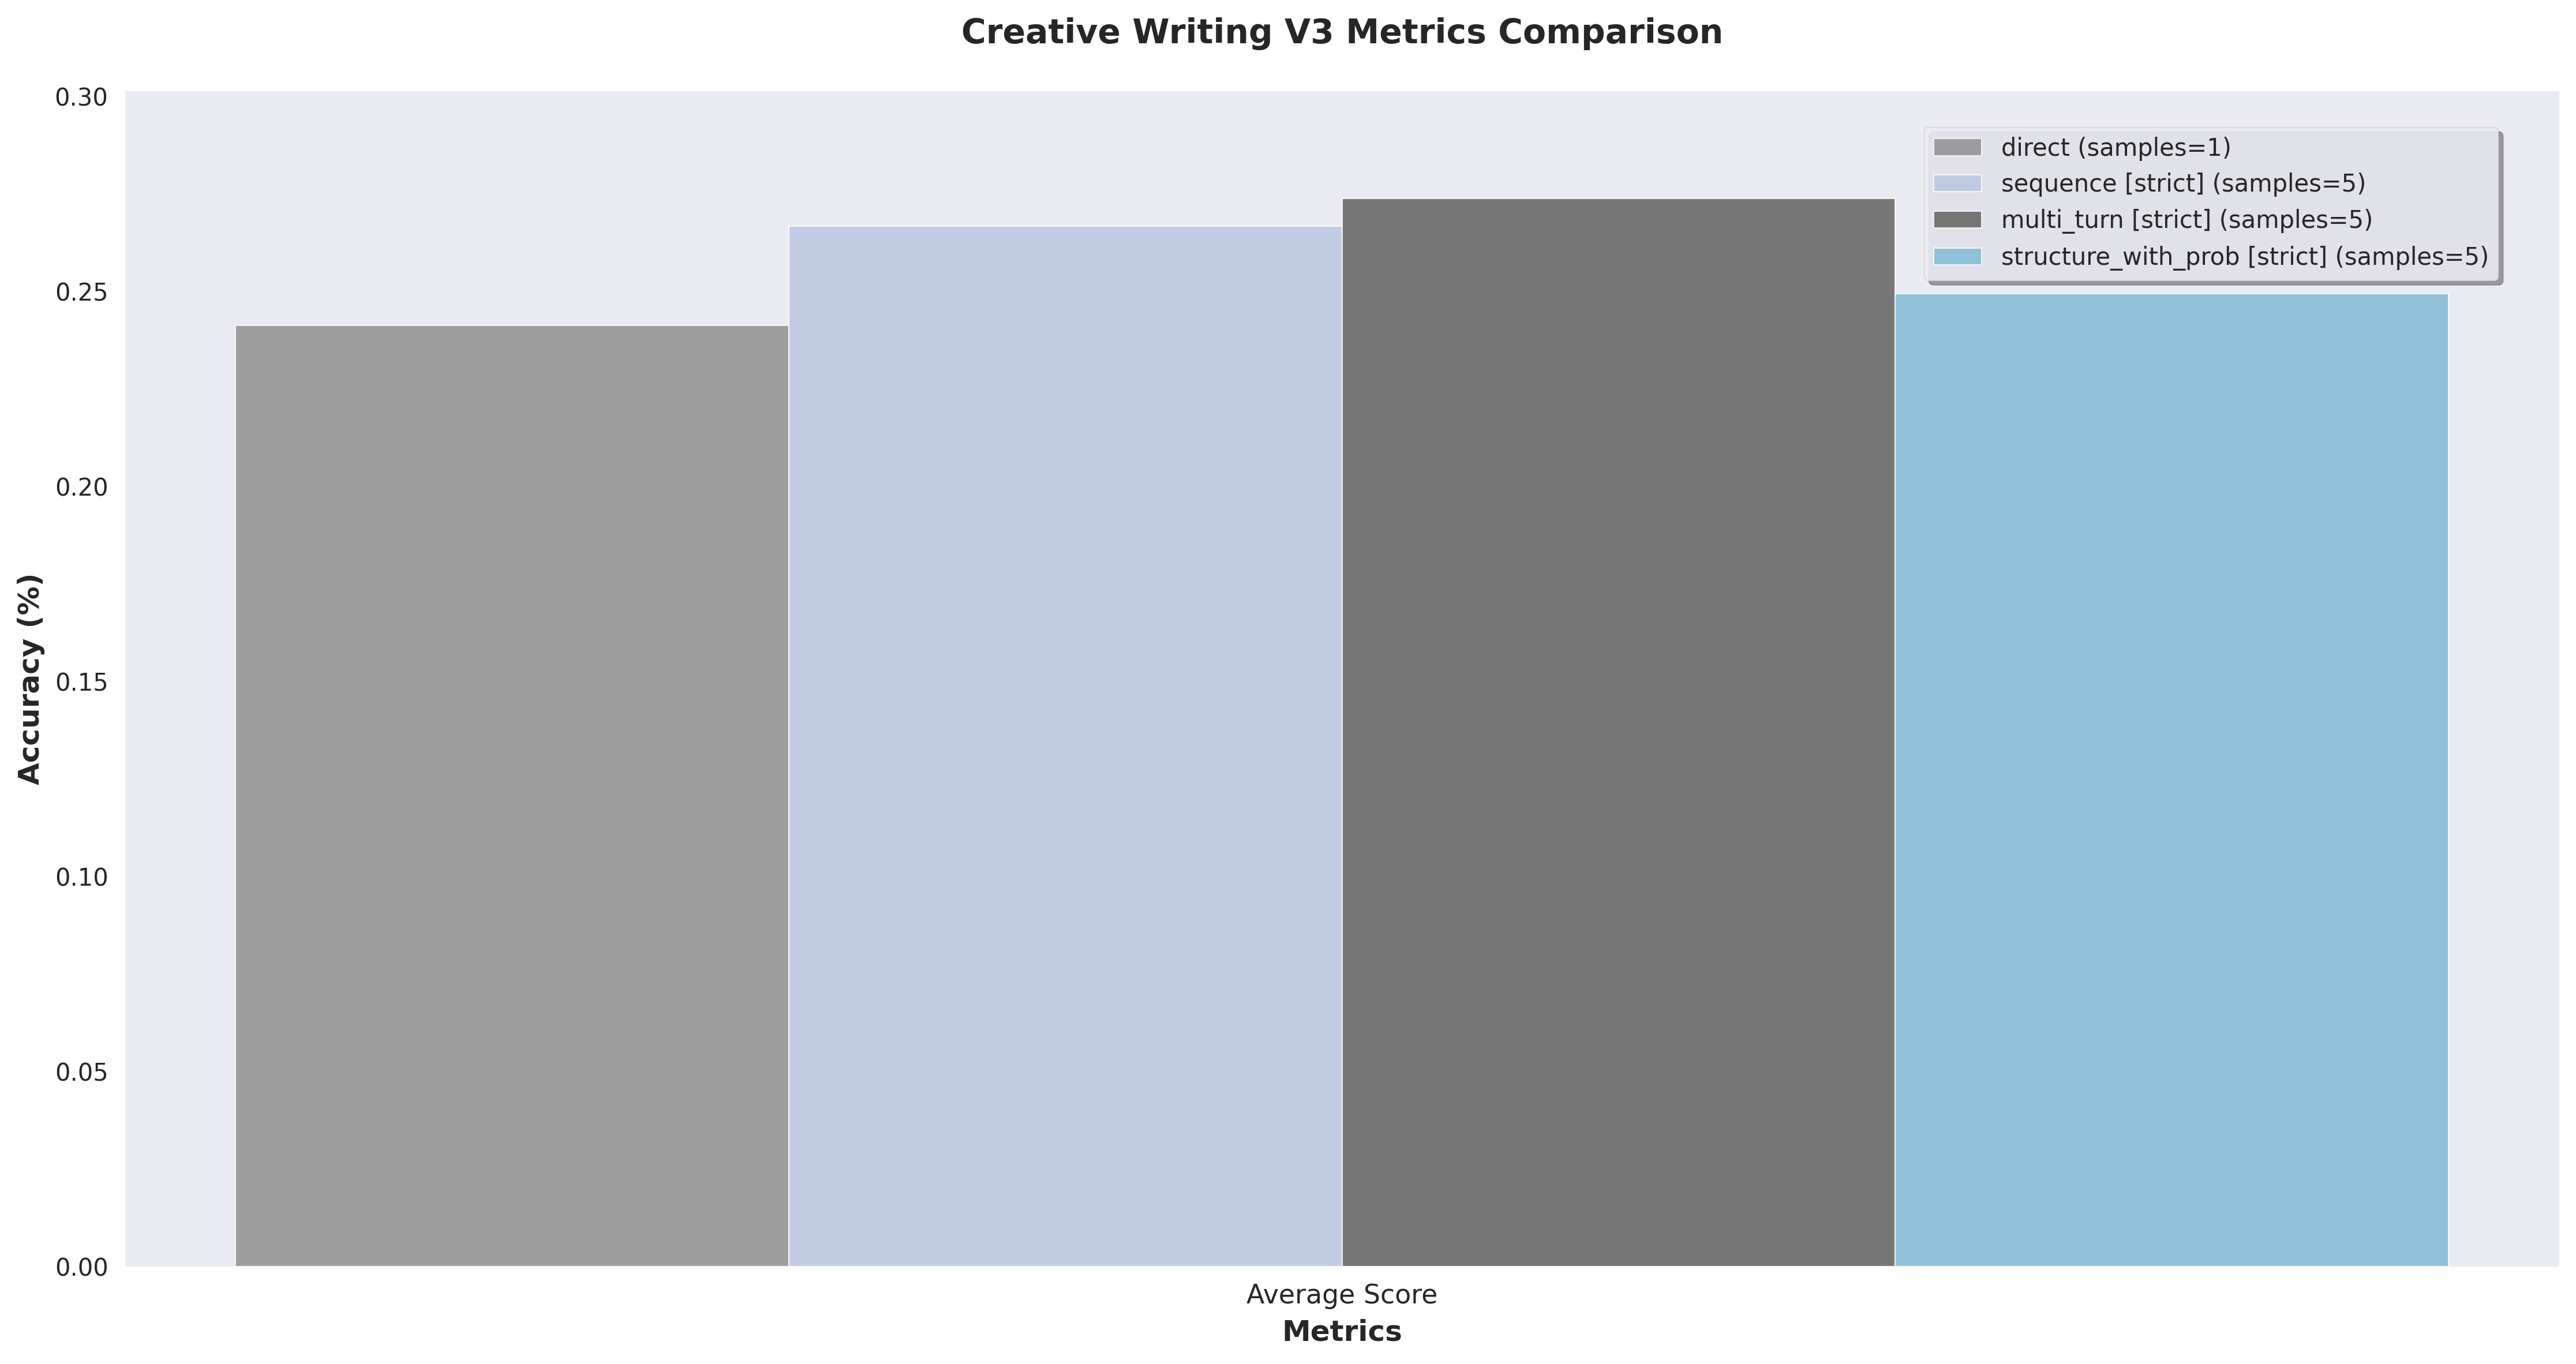 Creative Writing V3 Metrics Comparison
0.30
0.25
0.20
0.15
0.10
0.05
0.00
Accuracy (%)
direct (samples=1)
sequence [strict] (samples=5)
multi_turn [strict] (samples=5)
structure_with_prob [strict] (samples=5)
Average Score
Metrics